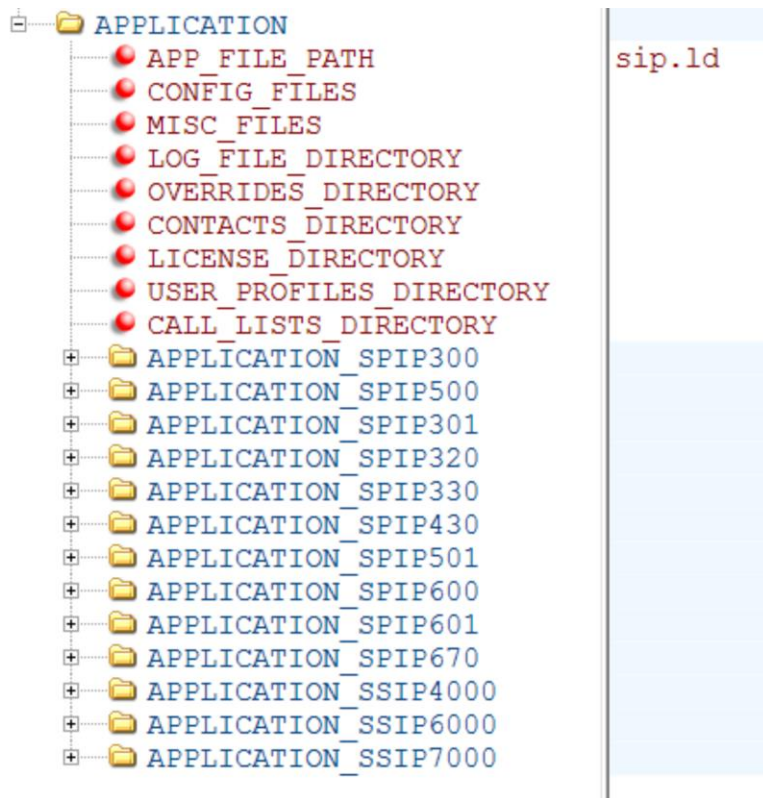 APPLICATION
APP_FILE_PATH sip.ld
CONFIG_FILES
MISC_FILES
LOG_FILE_DIRECTORY
OVERRIDES_DIRECTORY
CONTACTS_DIRECTORY
LICENSE_DIRECTORY
USER_PROFILES_DIRECTORY
CALL_LISTS_DIRECTORY
APPLICATION_SPIP300
APPLICATION_SPIP500
APPLICATION_SPIP301
APPLICATION_SPIP320
APPLICATION_SPIP330
APPLICATION_SPIP430
APPLICATION_SPIP501
APPLICATION_SPIP600
APPLICATION_SPIP601
APPLICATION_SPIP670
APPLICATION_SSIP4000
APPLICATION_SSIP6000
APPLICATION_SSIP7000